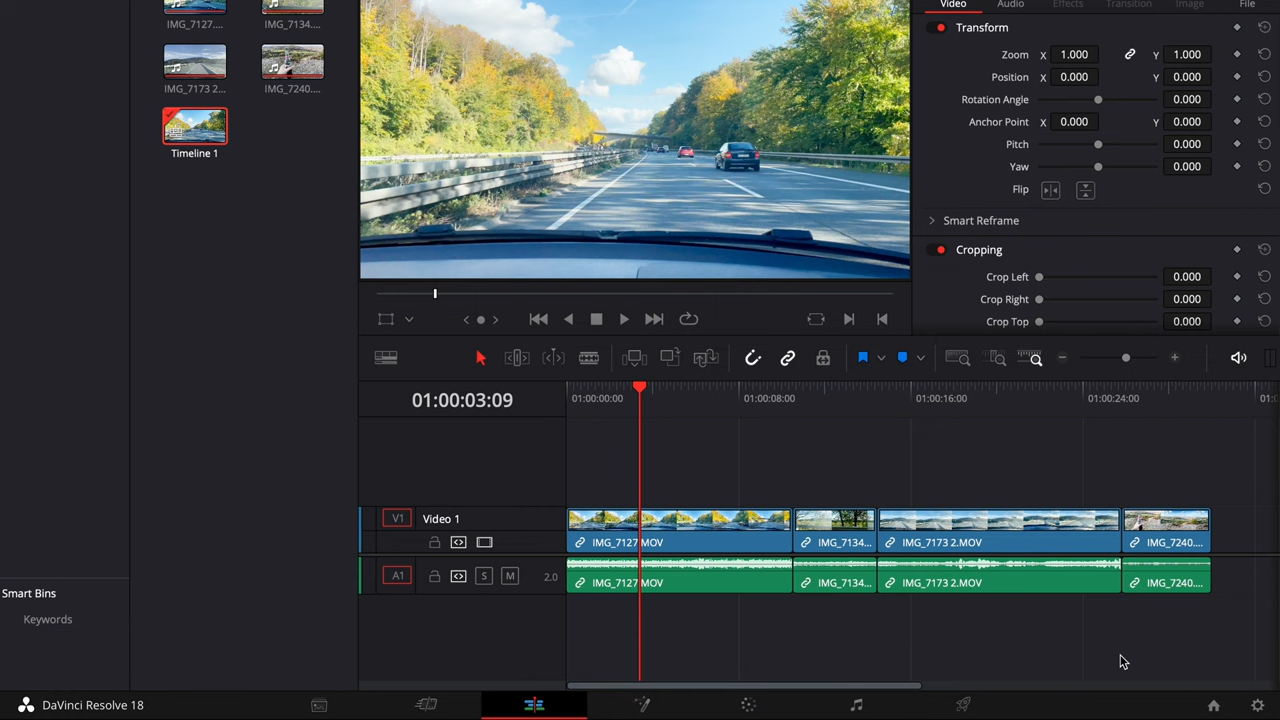 Video Audio Effects Transition Image File
IMG_7127.... IMG_7134....
IMG_7173 2... IMG_7240....
Timeline 1
Transform
Zoom X 1.000 Y 1.000
Position X 0.000 Y 0.000
Rotation Angle 0.000
Anchor Point X 0.000 Y 0.000
Pitch 0.000
Yaw 0.000
Flip
Smart Reframe
Cropping
Crop Left 0.000
Crop Right 0.000
Crop Top 0.000
01:00:03:09
01:00:00:00 01:00:08:00 01:00:16:00 01:00:24:00 01:0
V1 Video 1
IMG_7127.MOV IMG_7134... IMG_7173 2.MOV IMG_7240....
A1 S M 2.0
IMG_7127.MOV IMG_7134... IMG_7173 2.MOV IMG_7240....
Smart Bins
Keywords
DaVinci Resolve 18